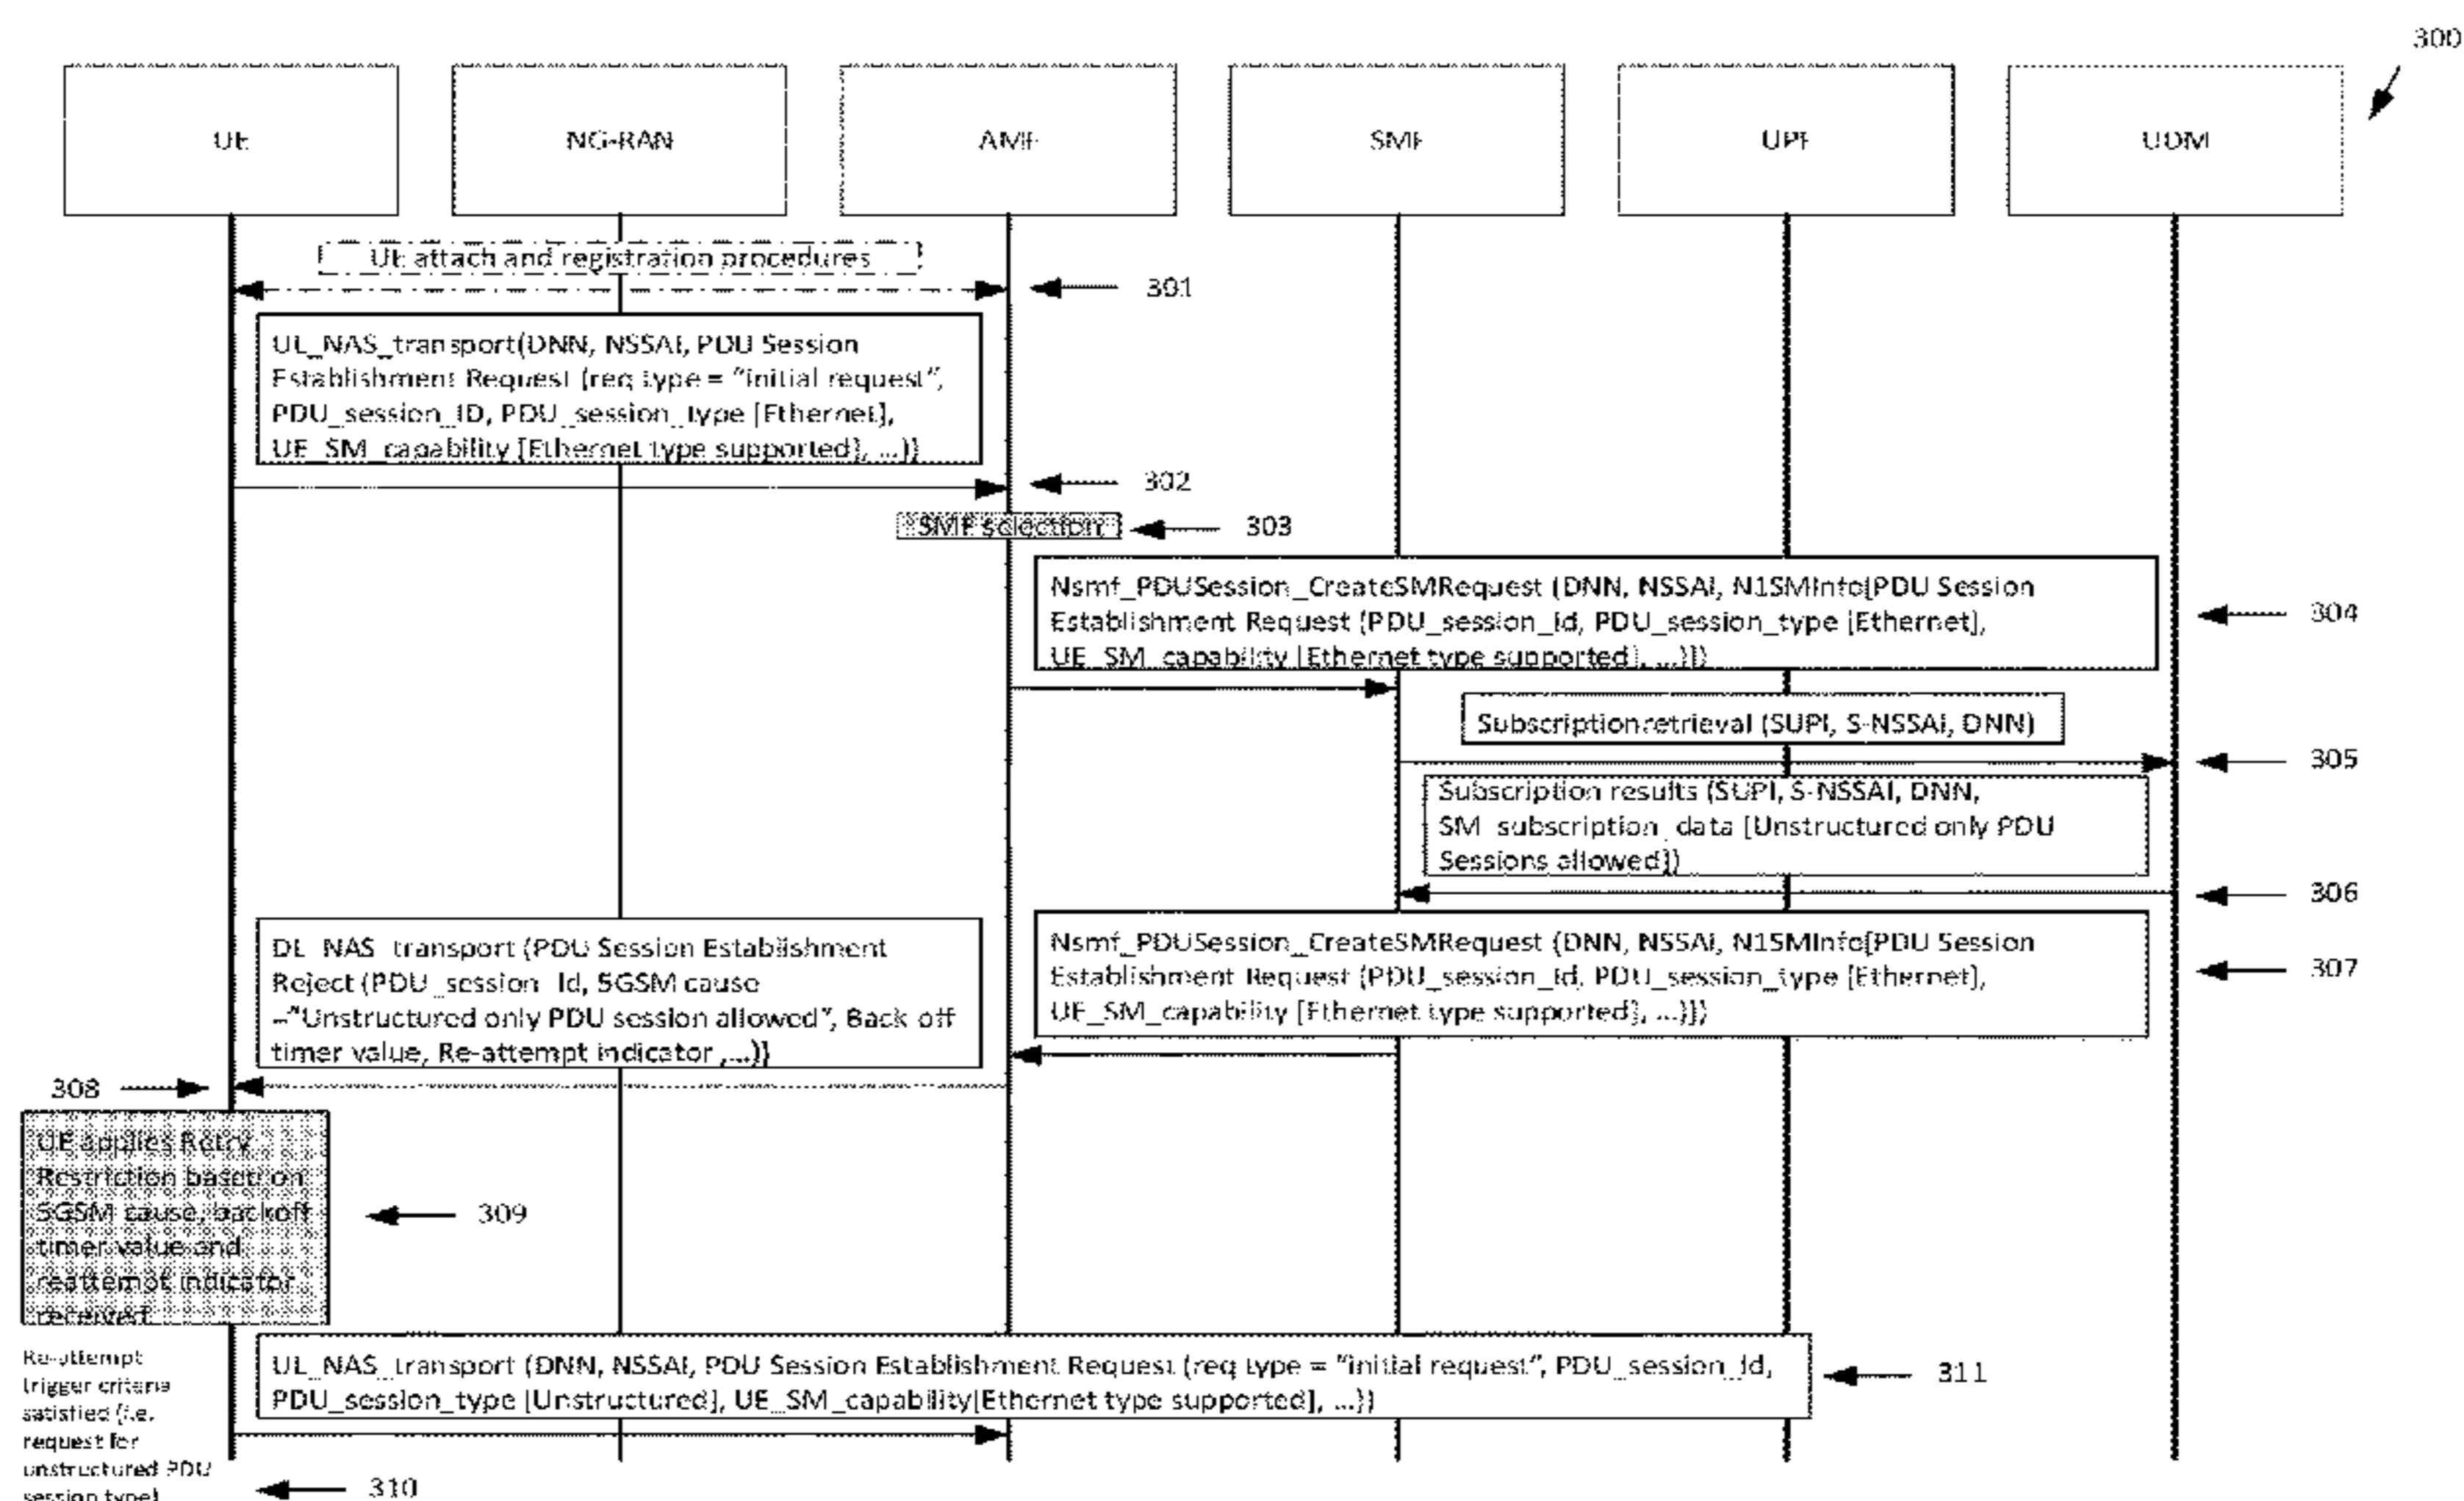 300
UE
NG-RAN
AMF
SMF
UPF
UDM
UE attach and registration procedures
301
UL_NAS_transport(DNN, NSSAI, PDU Session
Establishment Request (req type = "initial request",
PDU_session_ID, PDU_session_type [Ethernet],
UE_SM_capability [Ethernet type supported], ...))
302
SMF selection
303
Nsmf_PDUSession_CreateSMRequest (DNN, NSSAI, N1SMInfo[PDU Session
Establishment Request (PDU_session_Id, PDU_session_type [Ethernet],
UE_SM_capability [Ethernet type supported], ...)])
304
Subscription retrieval (SUPI, S-NSSAI, DNN)
305
Subscription results (SUPI, S-NSSAI, DNN,
SM_subscription_data [Unstructured only PDU
Sessions allowed])
306
DL_NAS_transport (PDU Session Establishment
Reject (PDU_session_Id, 5GSM cause
="Unstructured only PDU session allowed", Back off
timer value, Re-attempt indicator ,...))
Nsmf_PDUSession_CreateSMRequest (DNN, NSSAI, N1SMInfo[PDU Session
Establishment Request (PDU_session_Id, PDU_session_type [Ethernet],
UE_SM_capability [Ethernet type supported], ...)])
307
308
UE applies Retry
Restriction based on
5GSM cause, backoff
timer value and
reattempt indicator
received
309
UL_NAS_transport (DNN, NSSAI, PDU Session Establishment Request (req type = "initial request", PDU_session_Id,
PDU_session_type [Unstructured], UE_SM_capability[Ethernet type supported], ...))
311
Re-attempt
trigger criteria
satisfied (i.e.
request for
unstructured PDU
session type)
310